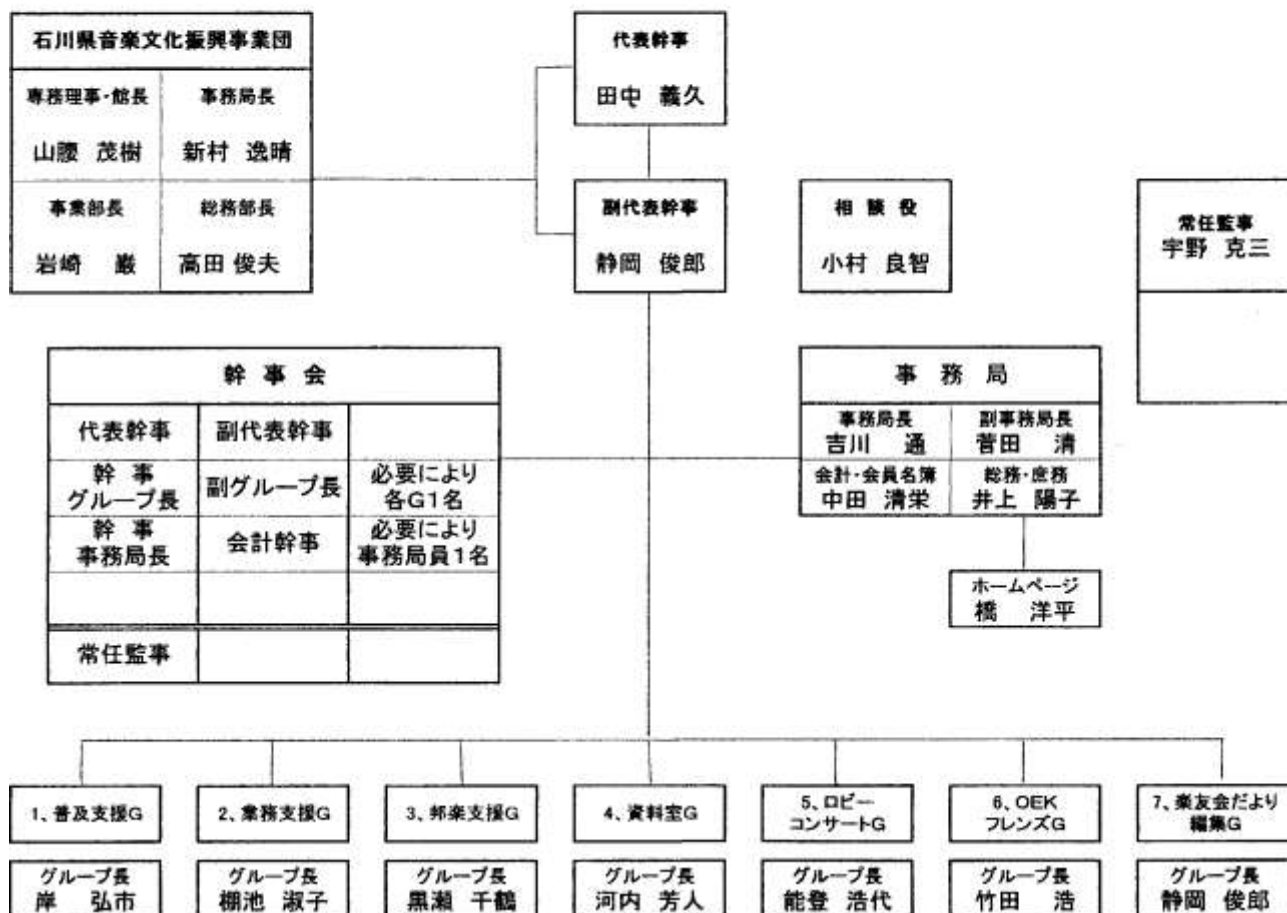 石川県音楽文化振興事業団
専務理事・館長 事務局長
山腰 茂樹 新村 逸晴
事業部長 総務部長
岩崎 巌 高田 俊夫
代表幹事
田中 義久
副代表幹事
静岡 俊郎
相談役
小村 良智
常任監事
宇野 克三
幹事会
代表幹事 副代表幹事
幹事 グループ長 副グループ長 必要により 各G1名
幹事 事務局長 会計幹事 必要により 事務局員1名
常任監事
事務局
事務局長 副事務局長
吉川 通 菅田 清
会計・会員名簿 総務・庶務
中田 清栄 井上 陽子
ホームページ
橋 洋平
1、普及支援G
グループ長
岸 弘市
2、業務支援G
グループ長
棚池 淑子
3、邦楽支援G
グループ長
黒瀬 千鶴
4、資料室G
グループ長
河内 芳人
5、ロビー
コンサートG
グループ長
能登 浩代
6、OEK
フレンズG
グループ長
竹田 浩
7、楽友会だより
編集G
グループ長
静岡 俊郎